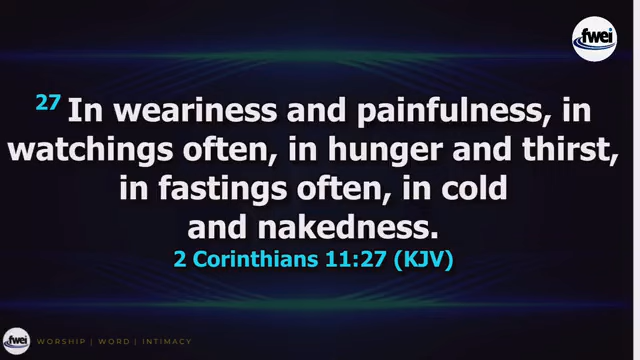 fwei
27 In weariness and painfulness, in
watchings often, in hunger and thirst,
in fastings often, in cold
and nakedness.
2 Corinthians 11:27 (KJV)
fwei WORSHIP | WORD | INTIMACY